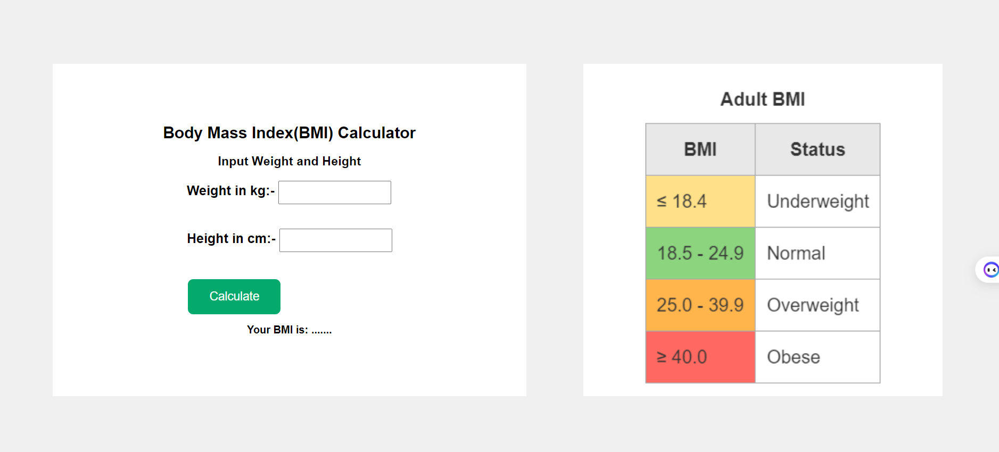 Body Mass Index(BMI) Calculator
Input Weight and Height
Weight in kg:-
Height in cm:-
Calculate
Your BMI is: .......
Adult BMI
BMI Status
≤ 18.4 Underweight
18.5 - 24.9 Normal
25.0 - 39.9 Overweight
≥ 40.0 Obese